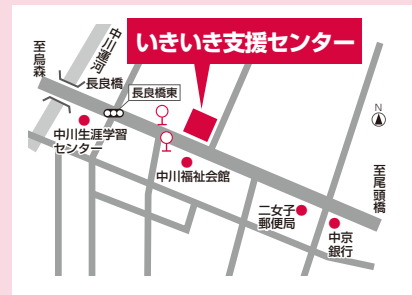 いきいき支援センター
中川運河
至烏森
長良橋
長良橋東
中川生涯学習
センター
中川福祉会館
N
至尾頭橋
二女子
郵便局
中京
銀行